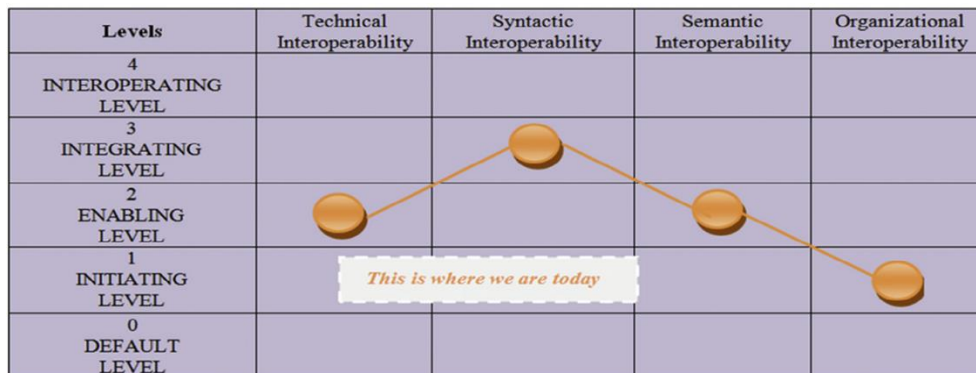 Levels
Technical
Interoperability
Syntactic
Interoperability
Semantic
Interoperability
Organizational
Interoperability
4
INTEROPERATING
LEVEL
3
INTEGRATING
LEVEL
2
ENABLING
LEVEL
1
INITIATING
LEVEL
This is where we are today
0
DEFAULT
LEVEL